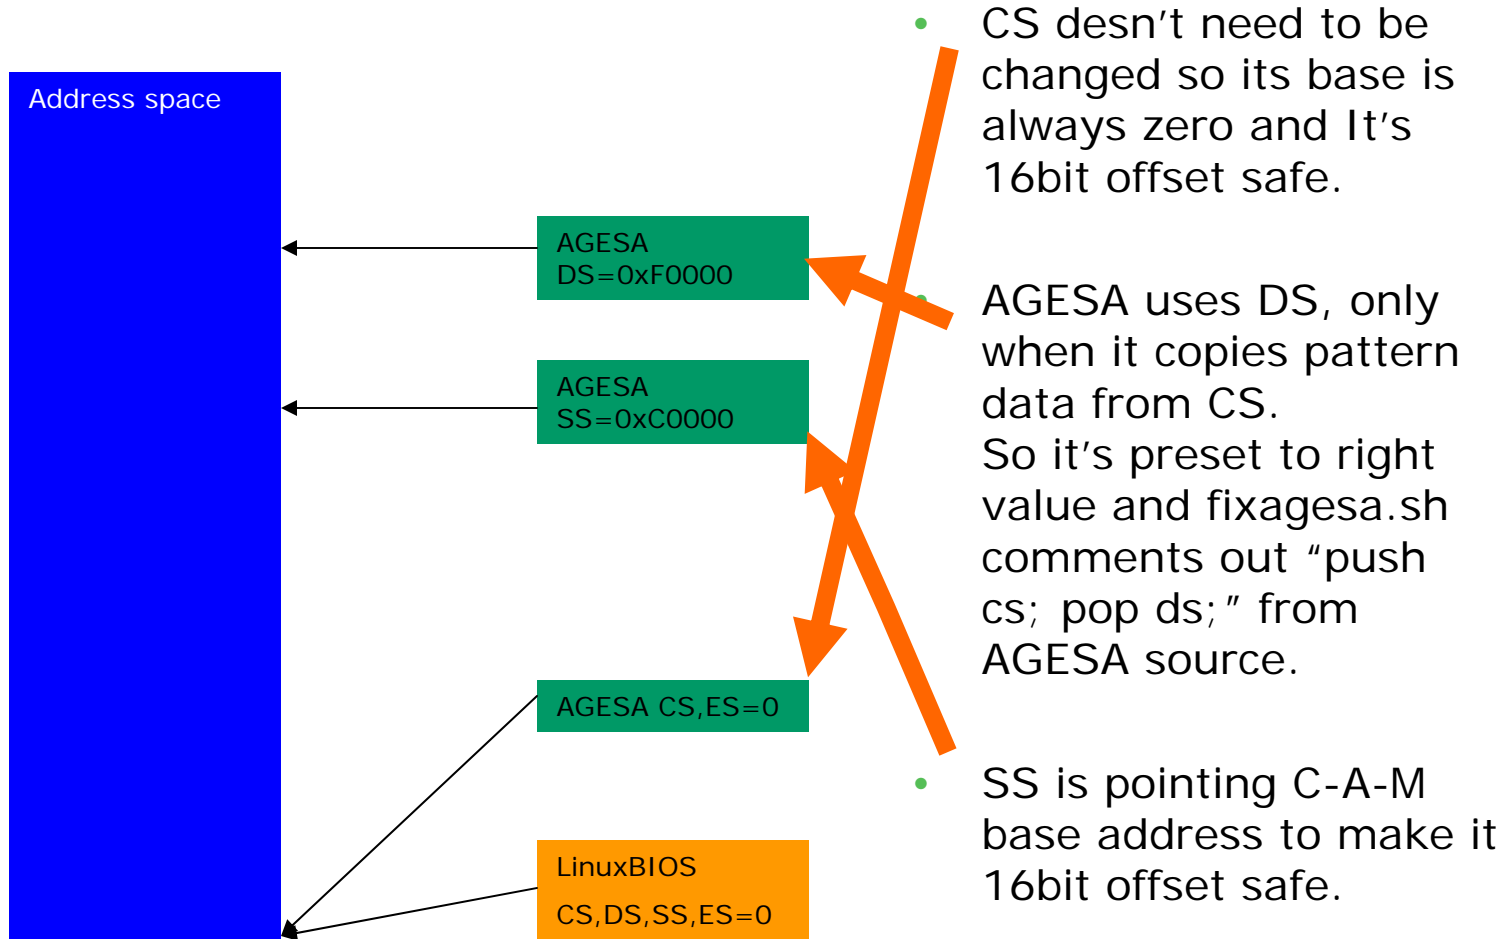 Address space
AGESA
DS=0xF0000
AGESA
SS=0xC0000
AGESA CS,ES=0
LinuxBIOS
CS,DS,SS,ES=0
• CS desn't need to be
changed so its base is
always zero and It's
16bit offset safe.
• AGESA uses DS, only
when it copies pattern
data from CS.
So it's preset to right
value and fixagesa.sh
comments out “push
cs; pop ds;” from
AGESA source.
• SS is pointing C-A-M
base address to make it
16bit offset safe.